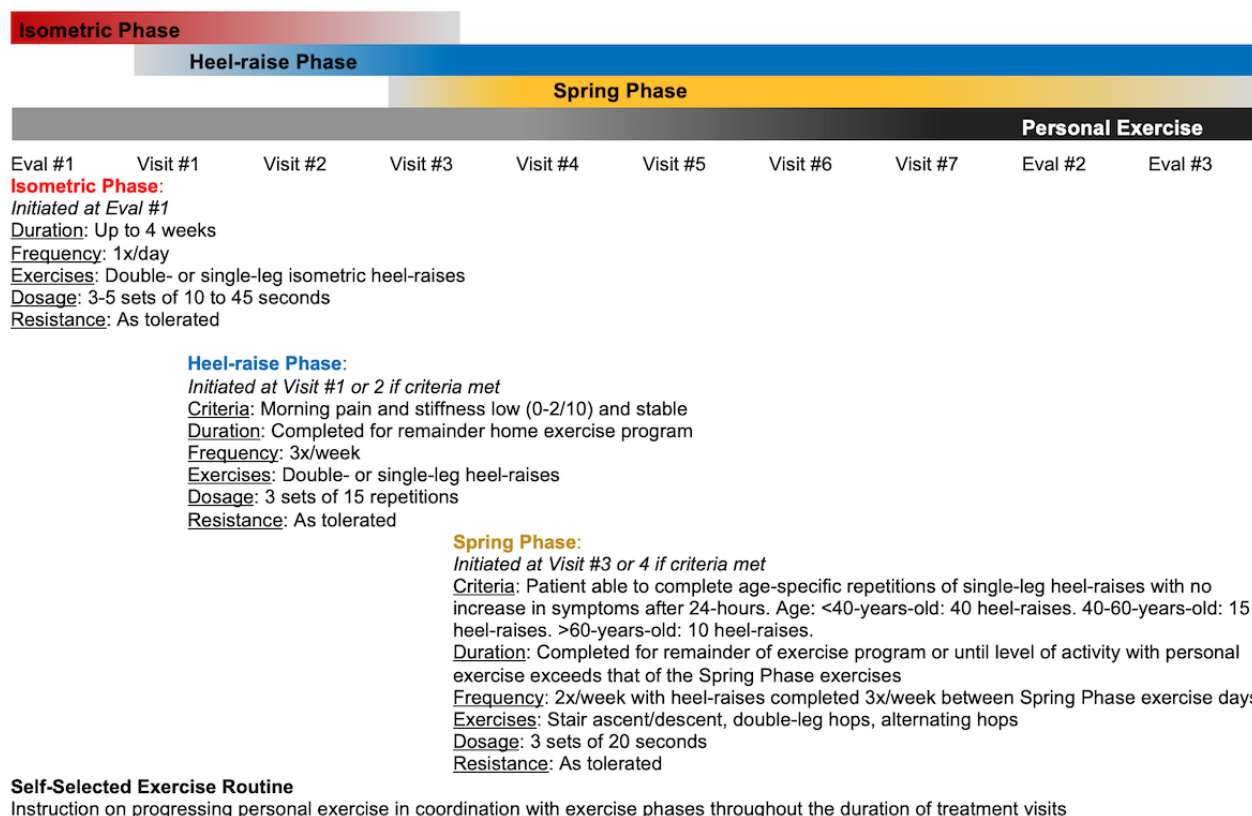 Isometric Phase
Heel-raise Phase
Spring Phase
Personal Exercise
Eval #1 Visit #1 Visit #2 Visit #3 Visit #4 Visit #5 Visit #6 Visit #7 Eval #2 Eval #3
Isometric Phase:
Initiated at Eval #1
Duration: Up to 4 weeks
Frequency: 1x/day
Exercises: Double- or single-leg isometric heel-raises
Dosage: 3-5 sets of 10 to 45 seconds
Resistance: As tolerated
Heel-raise Phase:
Initiated at Visit #1 or 2 if criteria met
Criteria: Morning pain and stiffness low (0-2/10) and stable
Duration: Completed for remainder home exercise program
Frequency: 3x/week
Exercises: Double- or single-leg heel-raises
Dosage: 3 sets of 15 repetitions
Resistance: As tolerated
Spring Phase:
Initiated at Visit #3 or 4 if criteria met
Criteria: Patient able to complete age-specific repetitions of single-leg heel-raises with no
increase in symptoms after 24-hours. Age: <40-years-old: 40 heel-raises. 40-60-years-old: 15
heel-raises. >60-years-old: 10 heel-raises.
Duration: Completed for remainder of exercise program or until level of activity with personal
exercise exceeds that of the Spring Phase exercises
Frequency: 2x/week with heel-raises completed 3x/week between Spring Phase exercise days
Exercises: Stair ascent/descent, double-leg hops, alternating hops
Dosage: 3 sets of 20 seconds
Resistance: As tolerated
Self-Selected Exercise Routine
Instruction on progressing personal exercise in coordination with exercise phases throughout the duration of treatment visits